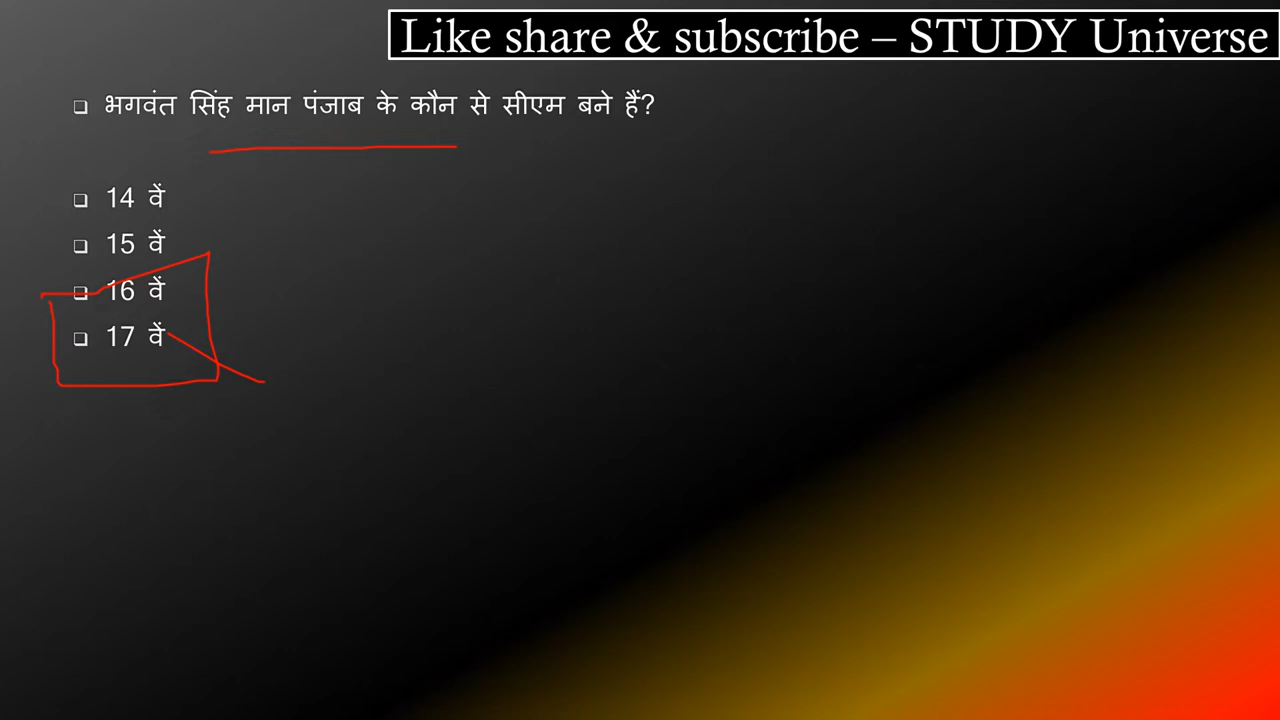 Like share & subscribe – STUDY Universe
भगवंत सिंह मान पंजाब के कौन से सीएम बने हैं?
14 वें
15 वें
16 वें
17 वें